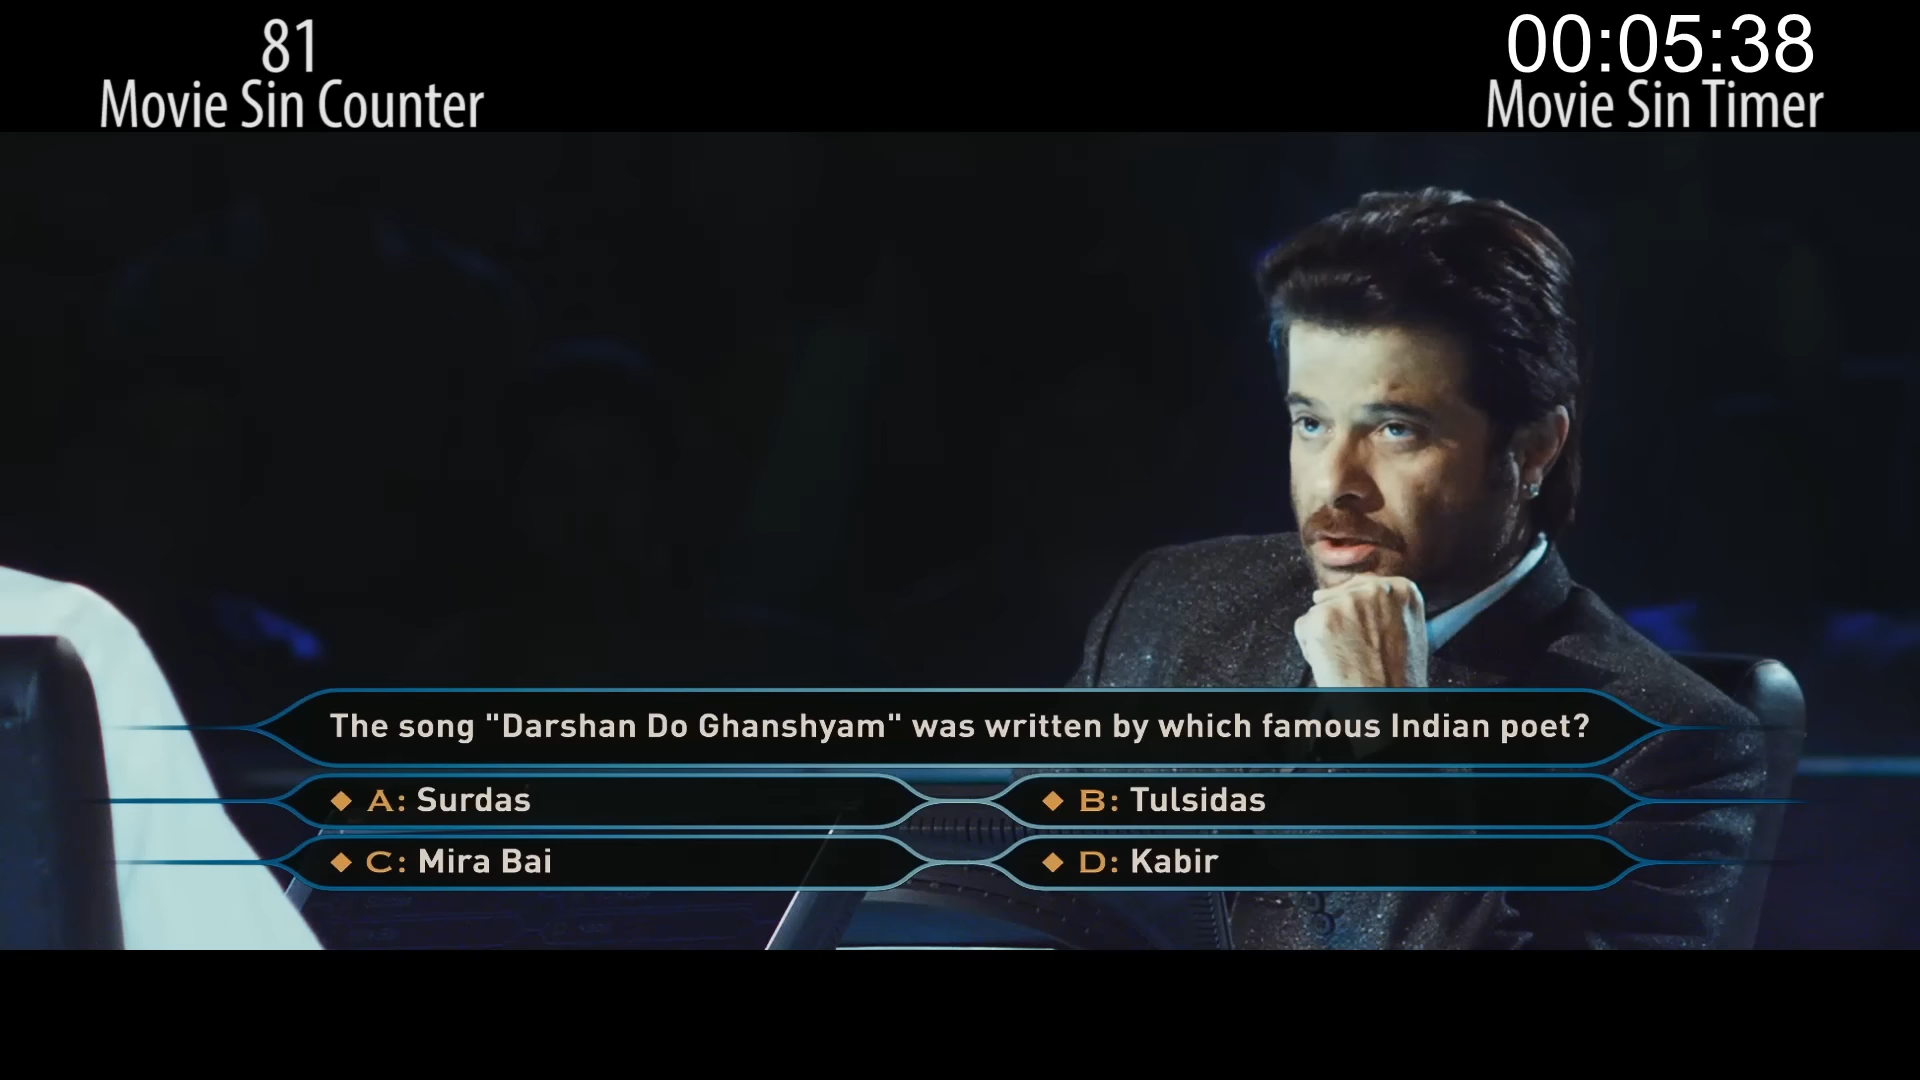 81
Movie Sin Counter
00:05:38
Movie Sin Timer
The song "Darshan Do Ghanshyam" was written by which famous Indian poet?
◆ A: Surdas
◆ B: Tulsidas
◆ C: Mira Bai
◆ D: Kabir